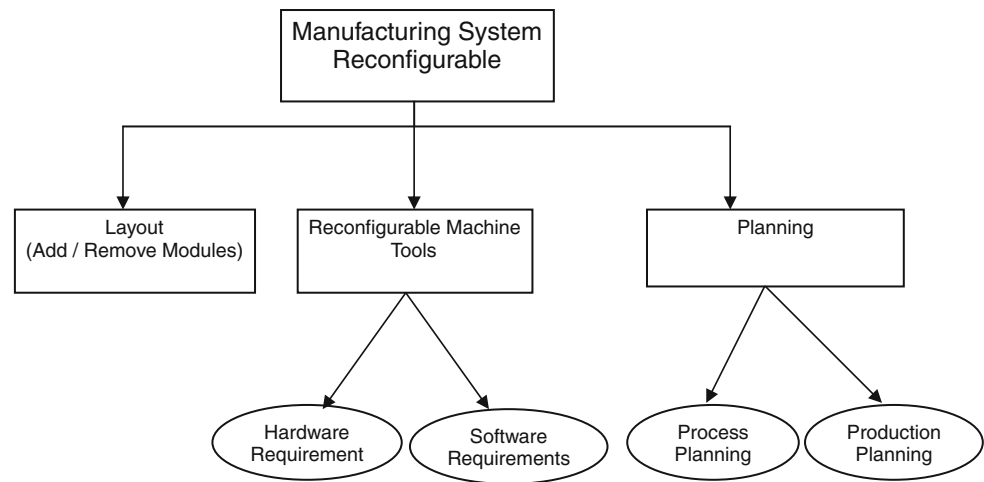 Manufacturing System
Reconfigurable
Layout
(Add / Remove Modules)
Reconfigurable Machine
Tools
Planning
Hardware
Requirement
Software
Requirements
Process
Planning
Production
Planning